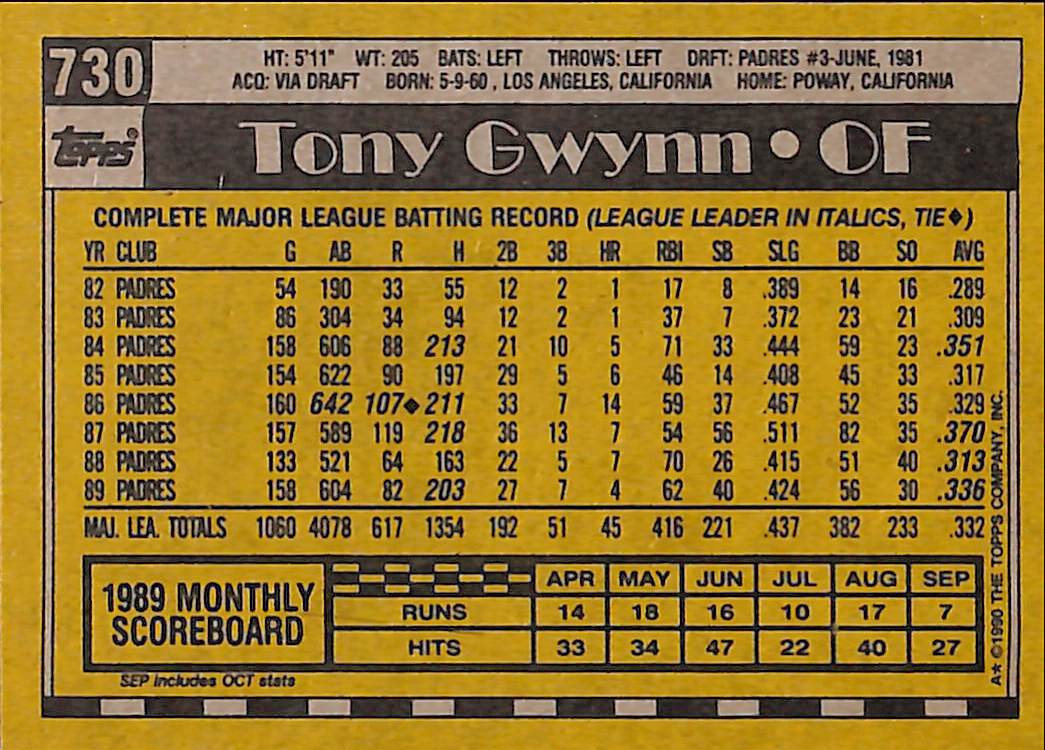 730
HT: 5'11" WT: 205 BATS: LEFT THROWS: LEFT DRFT: PADRES #3-JUNE, 1981
ACQ: VIA DRAFT BORN: 5-9-60 , LOS ANGELES, CALIFORNIA HOME: POWAY, CALIFORNIA
topps®
Tony Gwynn • OF
COMPLETE MAJOR LEAGUE BATTING RECORD (LEAGUE LEADER IN ITALICS, TIE♦)
YR CLUB G AB R H 2B 3B HR RBI SB SLG BB SO AVG
82 PADRES 54 190 33 55 12 2 1 17 8 .389 14 16 .289
83 PADRES 86 304 34 94 12 2 1 37 7 .372 23 21 .309
84 PADRES 158 606 88 213 21 10 5 71 33 .444 59 23 .351
85 PADRES 154 622 90 197 29 5 6 46 14 .408 45 33 .317
86 PADRES 160 642 107♦ 211 33 7 14 59 37 .467 52 35 .329
87 PADRES 157 589 119 218 36 13 7 54 56 .511 82 35 .370
88 PADRES 133 521 64 163 22 5 7 70 26 .415 51 40 .313
89 PADRES 158 604 82 203 27 7 4 62 40 .424 56 30 .336
MAJ. LEA. TOTALS 1060 4078 617 1354 192 51 45 416 221 .437 382 233 .332
1989 MONTHLY
SCOREBOARD
APR MAY JUN JUL AUG SEP
RUNS 14 18 16 10 17 7
HITS 33 34 47 22 40 27
SEP includes OCT stats
A★ ©1990 THE TOPPS COMPANY, INC.